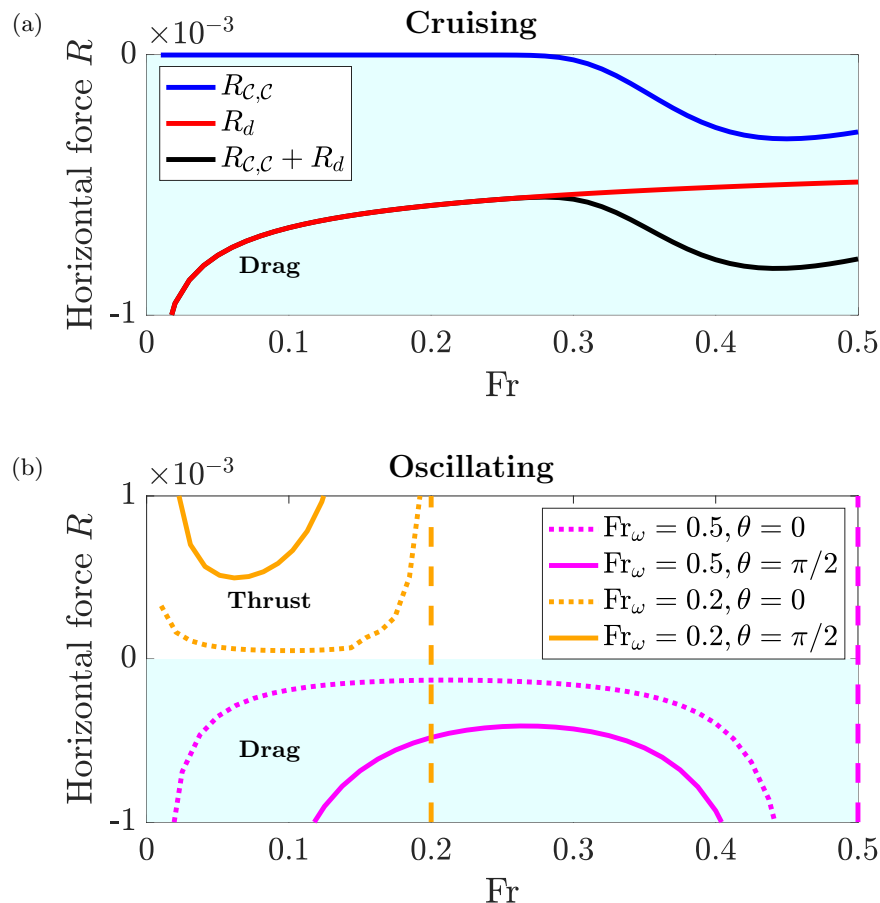 (a)
×10⁻³
Cruising
0
-1
Horizontal force R
R_{C,C}
R_d
R_{C,C} + R_d
Drag
0 0.1 0.2 0.3 0.4 0.5
Fr
(b)
×10⁻³
Oscillating
1
0
-1
Horizontal force R
Fr_ω = 0.5, θ = 0
Fr_ω = 0.5, θ = π/2
Fr_ω = 0.2, θ = 0
Fr_ω = 0.2, θ = π/2
Thrust
Drag
0 0.1 0.2 0.3 0.4 0.5
Fr